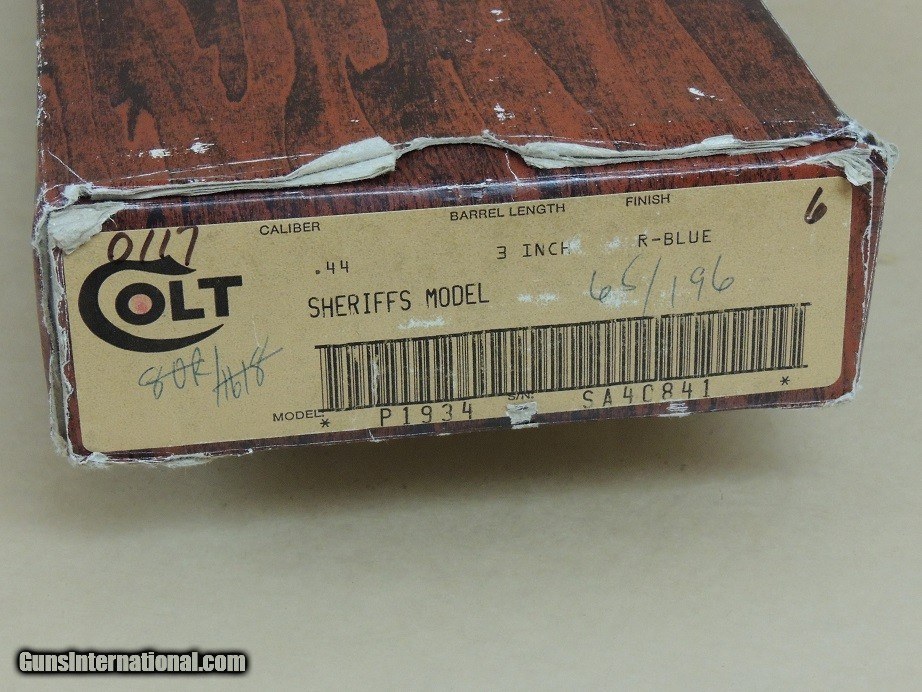 0117
CALIBER BARREL LENGTH FINISH 6
.44 3 INCH R-BLUE
COLT
SHERIFFS MODEL 65/196
MODEL: S/N:
* P1934 SA4C841 *
GunsInternational.com